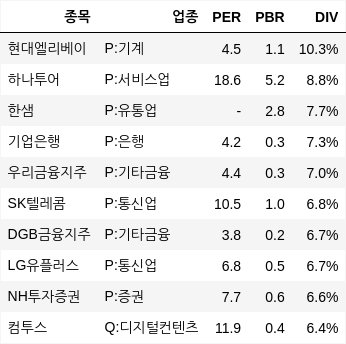 종목 업종 PER PBR DIV
현대엘리베이 P:기계 4.5 1.1 10.3%
하나투어 P:서비스업 18.6 5.2 8.8%
한샘 P:유통업 - 2.8 7.7%
기업은행 P:은행 4.2 0.3 7.3%
우리금융지주 P:기타금융 4.4 0.3 7.0%
SK텔레콤 P:통신업 10.5 1.0 6.8%
DGB금융지주 P:기타금융 3.8 0.2 6.7%
LG유플러스 P:통신업 6.8 0.5 6.7%
NH투자증권 P:증권 7.7 0.6 6.6%
컴투스 Q:디지털컨텐츠 11.9 0.4 6.4%